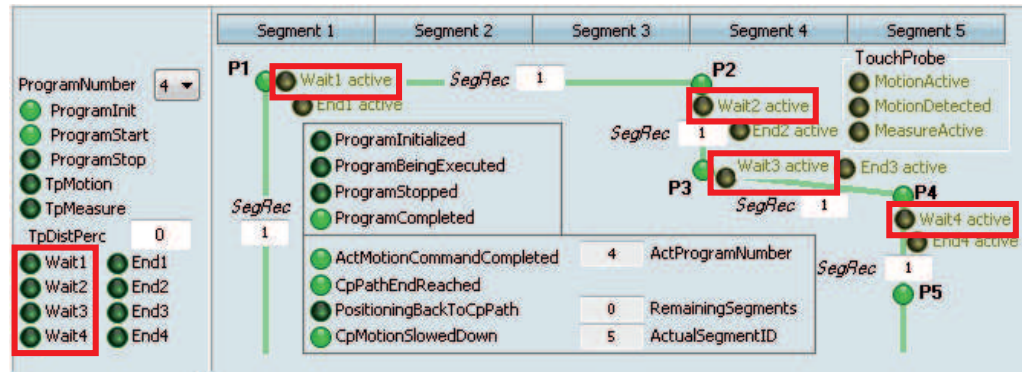 Segment 1 Segment 2 Segment 3 Segment 4 Segment 5
ProgramNumber 4
ProgramInit
ProgramStart
ProgramStop
TpMotion
TpMeasure
TpDistPerc 0
Wait1 End1
Wait2 End2
Wait3 End3
Wait4 End4
P1 Wait1 active SegRec 1 P2
End1 active
Wait2 active
SegRec 1 End2 active
TouchProbe
MotionActive
MotionDetected
MeasureActive
ProgramInitialized
ProgramBeingExecuted
ProgramStopped
ProgramCompleted
SegRec
1
P3 Wait3 active End3 active
SegRec 1 P4
Wait4 active
End4 active
SegRec 1
P5
ActMotionCommandCompleted 4 ActProgramNumber
CpPathEndReached
PositioningBackToCpPath 0 RemainingSegments
CpMotionSlowedDown 5 ActualSegmentID